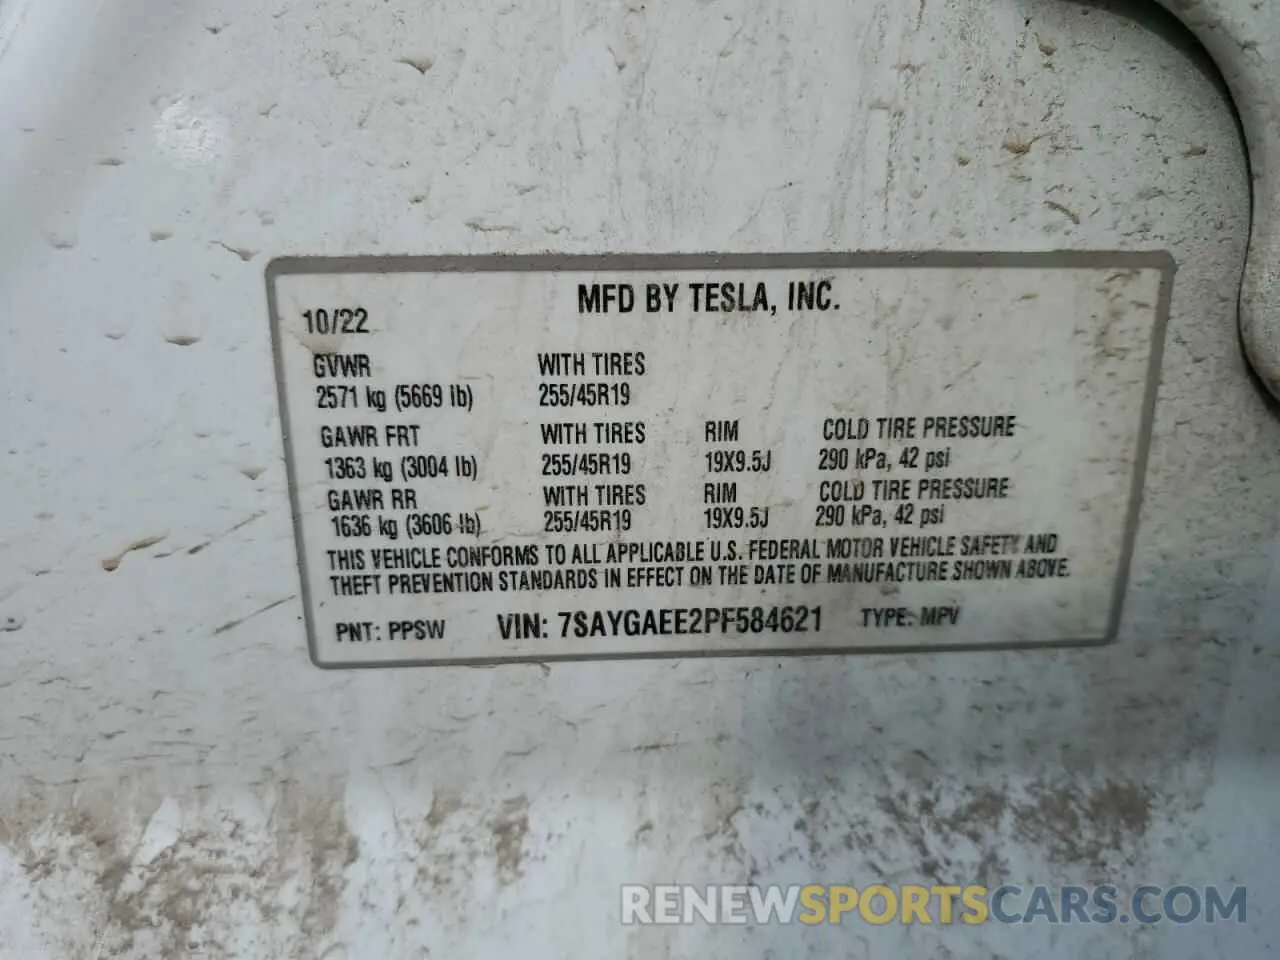 MFD BY TESLA, INC.
10/22
GVWR WITH TIRES
2571 kg (5669 lb) 255/45R19
GAWR FRT WITH TIRES RIM COLD TIRE PRESSURE
1363 kg (3004 lb) 255/45R19 19X9.5J 290 kPa, 42 psi
GAWR RR WITH TIRES RIM COLD TIRE PRESSURE
1636 kg (3606 lb) 255/45R19 19X9.5J 290 kPa, 42 psi
THIS VEHICLE CONFORMS TO ALL APPLICABLE U.S. FEDERAL MOTOR VEHICLE SAFETY AND
THEFT PREVENTION STANDARDS IN EFFECT ON THE DATE OF MANUFACTURE SHOWN ABOVE.
PNT: PPSW VIN: 7SAYGAEE2PF584621 TYPE: MPV
RENEWSPORTSCARS.COM